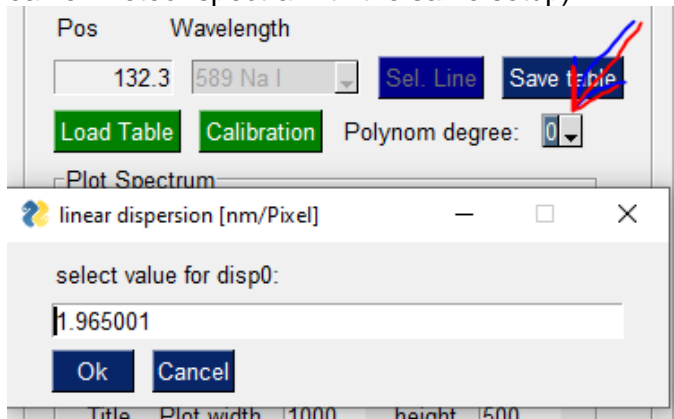 Pos Wavelength
132.3 589 Na I Sel. Line Save table
Load Table Calibration Polynom degree: 0
Plot Spectrum
linear dispersion [nm/Pixel]
select value for disp0:
1.965001
Ok Cancel
Title Plot width 1000 height 500